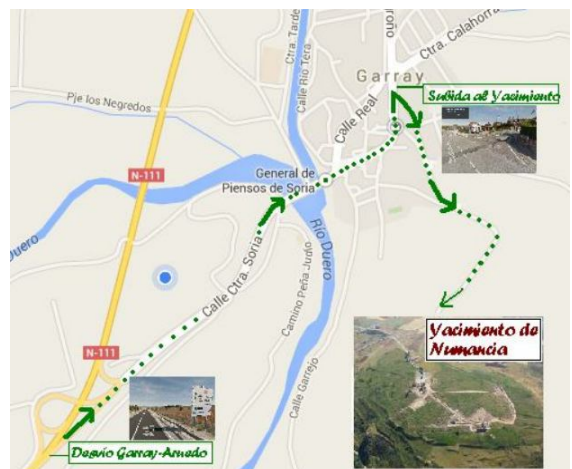 Ctra. Tarde
Calle Río Tera
oroño
Ctra. Calahorra
Garray
Subida al Yacimiento
Pje los Negredos
Calle Real
N-111
General de
Piensos de Soria
Duero
Río Duero
Calle Ctra. Soria
Camino Peña Judío
Yacimiento de
Numancia
N-111
Calle Garrejo
Desvío Garray-Arnedo